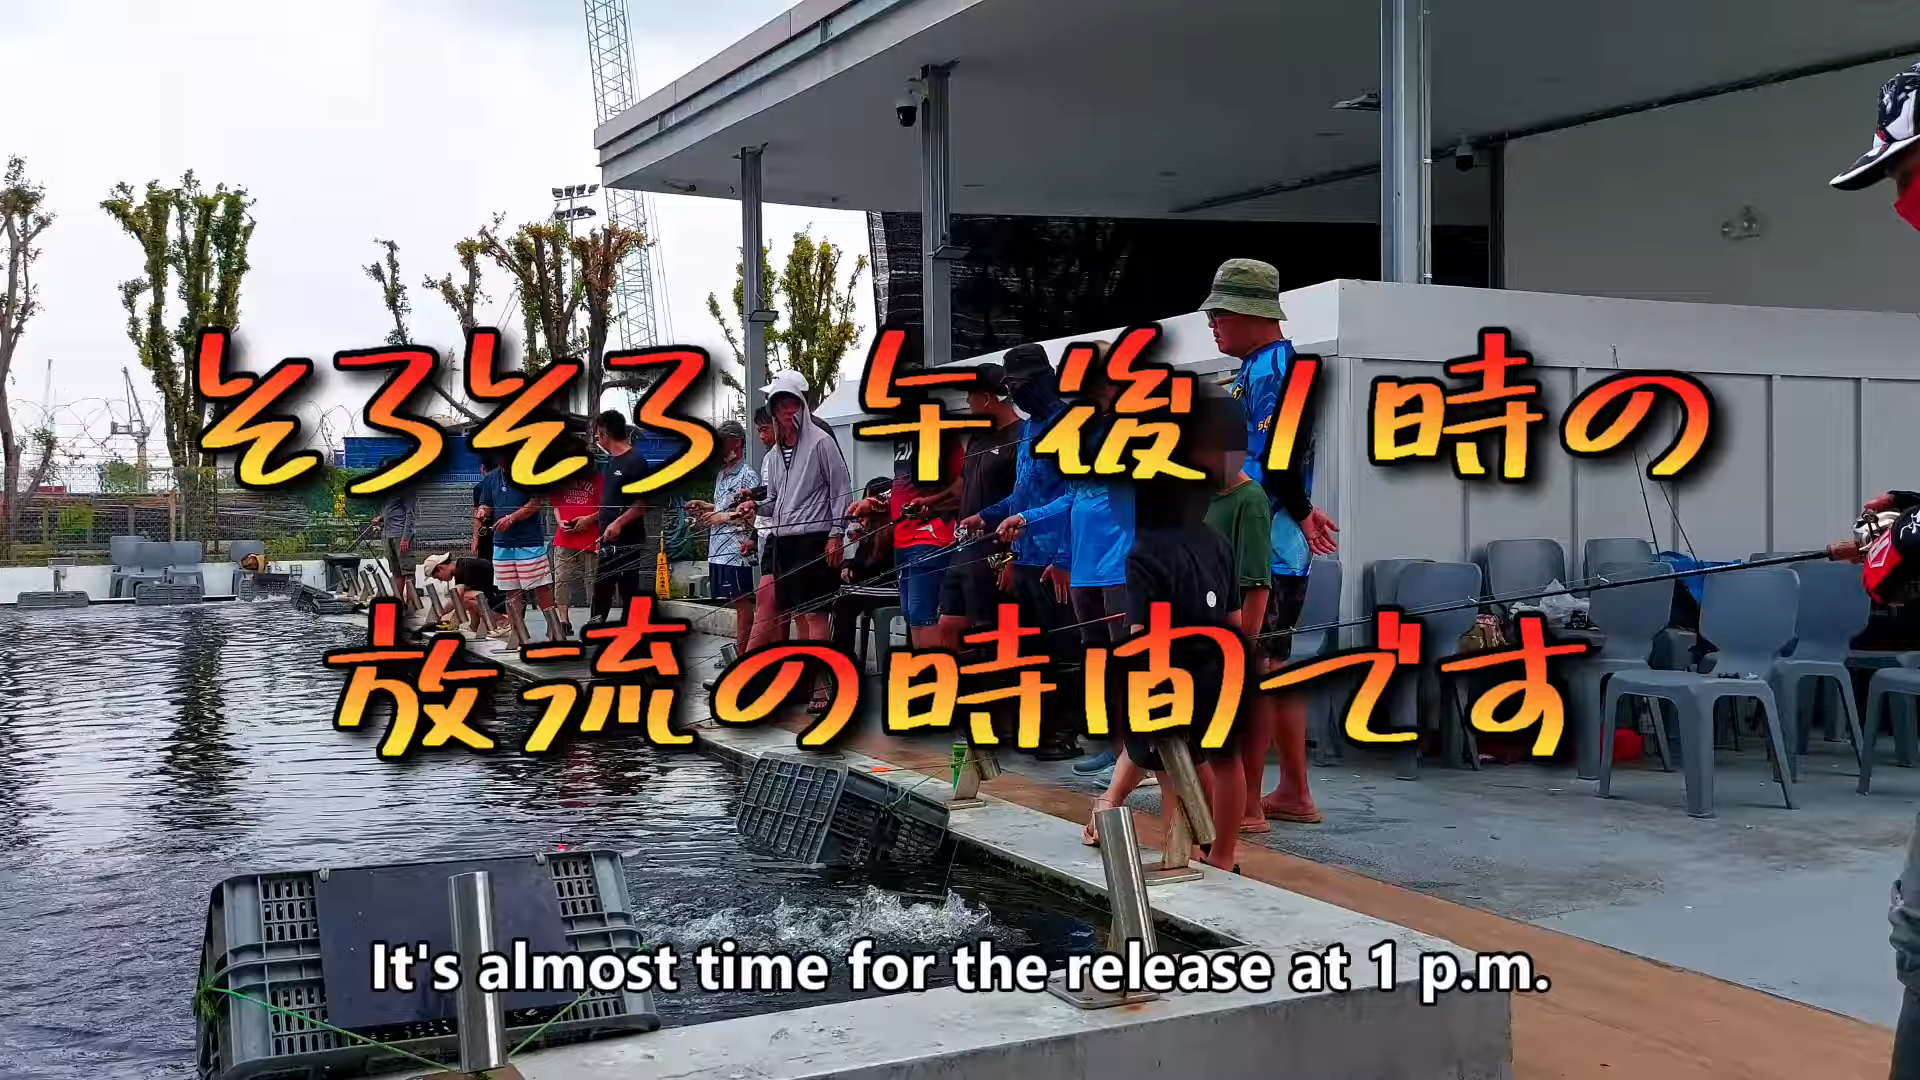 そろそろ 午後1時の
放流の時間です
It's almost time for the release at 1 p.m.